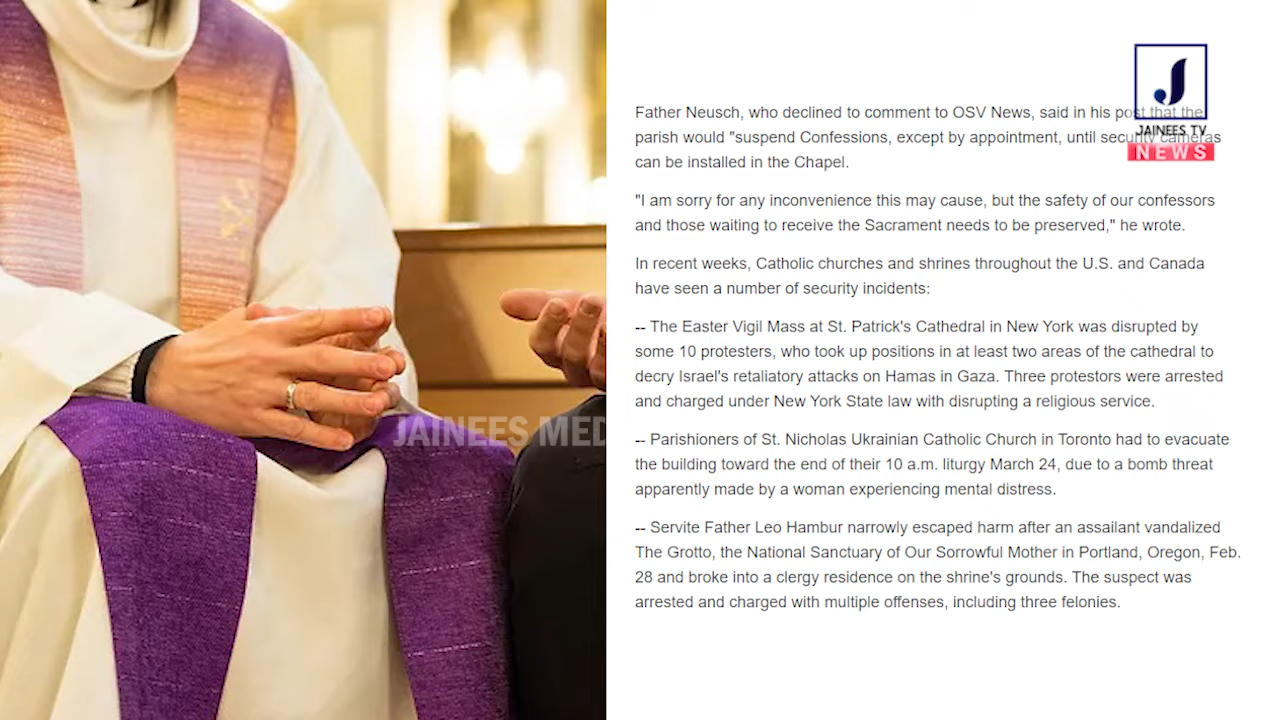 Father Neusch, who declined to comment to OSV News, said in his post that the
parish would "suspend Confessions, except by appointment, until security cameras
can be installed in the Chapel.
"I am sorry for any inconvenience this may cause, but the safety of our confessors
and those waiting to receive the Sacrament needs to be preserved," he wrote.
In recent weeks, Catholic churches and shrines throughout the U.S. and Canada
have seen a number of security incidents:
-- The Easter Vigil Mass at St. Patrick's Cathedral in New York was disrupted by
some 10 protesters, who took up positions in at least two areas of the cathedral to
decry Israel's retaliatory attacks on Hamas in Gaza. Three protestors were arrested
and charged under New York State law with disrupting a religious service.
-- Parishioners of St. Nicholas Ukrainian Catholic Church in Toronto had to evacuate
the building toward the end of their 10 a.m. liturgy March 24, due to a bomb threat
apparently made by a woman experiencing mental distress.
-- Servite Father Leo Hambur narrowly escaped harm after an assailant vandalized
The Grotto, the National Sanctuary of Our Sorrowful Mother in Portland, Oregon, Feb.
28 and broke into a clergy residence on the shrine's grounds. The suspect was
arrested and charged with multiple offenses, including three felonies.
J
JAINEES TV
NEWS
JAINEES MED